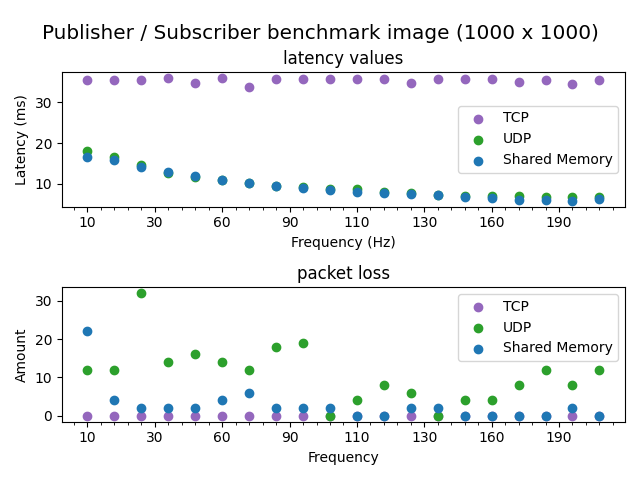 Publisher / Subscriber benchmark image (1000 x 1000)
latency values
Latency (ms)
30
20
10
TCP
UDP
Shared Memory
10 30 60 90 110 130 160 190
Frequency (Hz)
packet loss
Amount
30
20
10
0
TCP
UDP
Shared Memory
10 30 60 90 110 130 160 190
Frequency